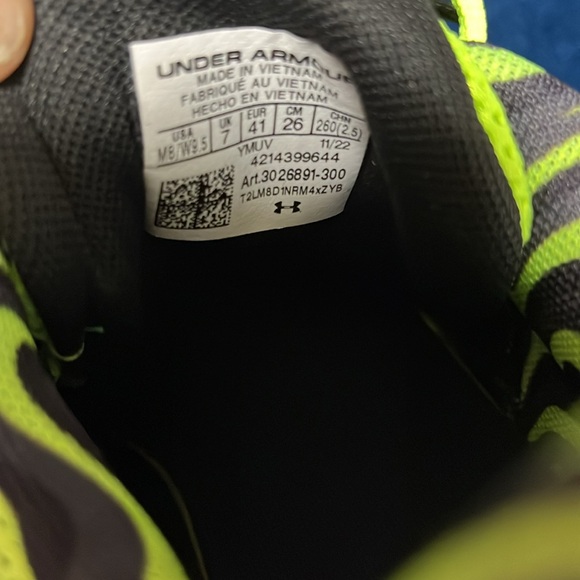 UNDER ARMOUR
MADE IN VIETNAM
FABRIQUÉ AU VIETNAM
HECHO EN VIETNAM
USA UK EUR CM CHN
M8/W9.5 7 41 26 260(2.5)
YMUV 11/22
4214399644
Art.3026891-300
T2LM8D1NRM4xZYB